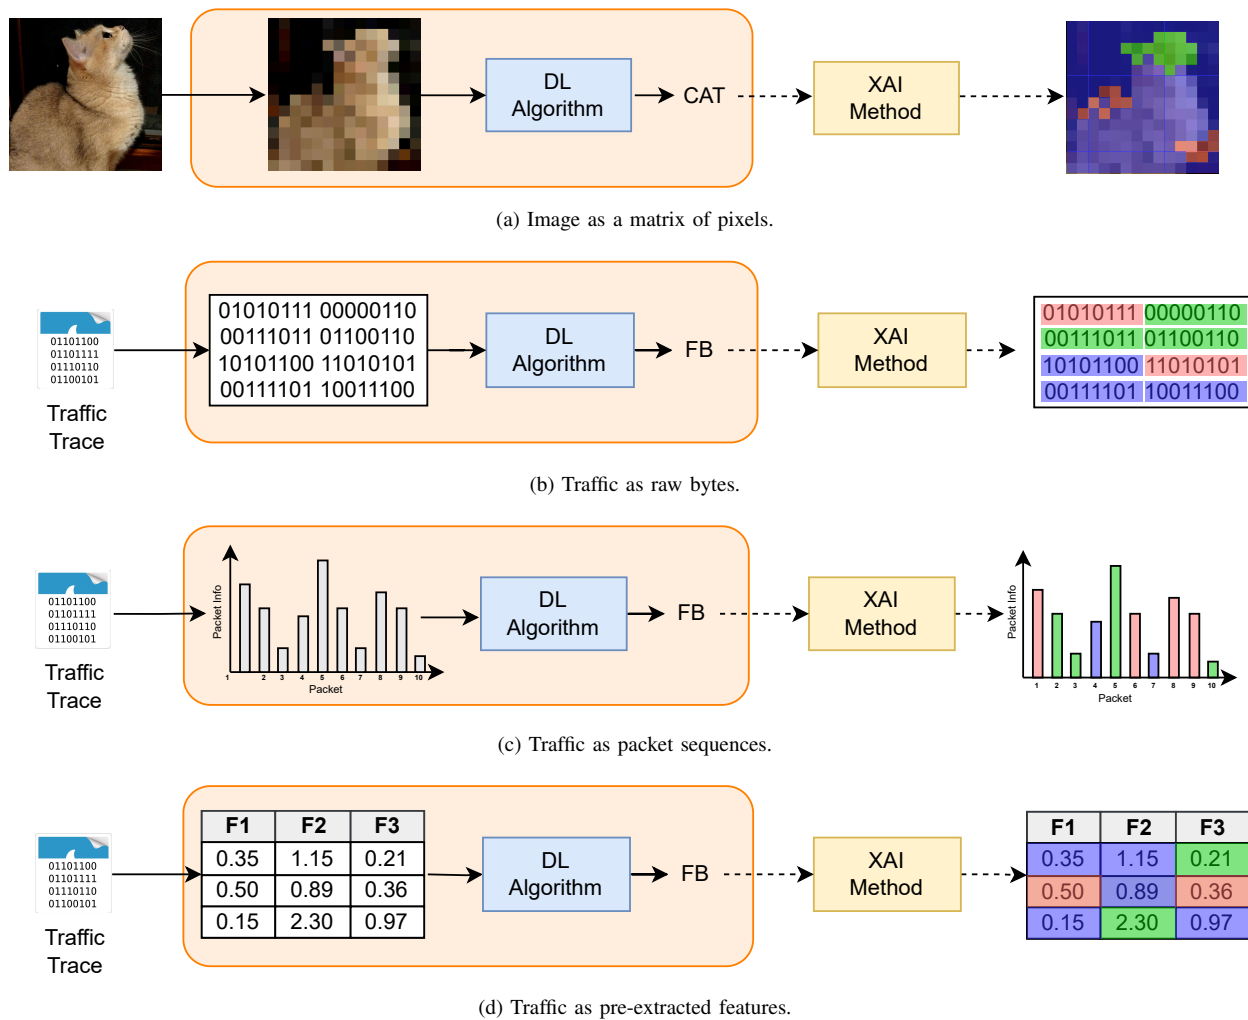 DL
Algorithm
CAT
XAI
Method
(a) Image as a matrix of pixels.
01101100
01101111
01110110
01100101
Traffic
Trace
01010111 00000110
00111011 01100110
10101100 11010101
00111101 10011100
DL
Algorithm
FB
XAI
Method
01010111 00000110
00111011 01100110
10101100 11010101
00111101 10011100
(b) Traffic as raw bytes.
01101100
01101111
01110110
01100101
Traffic
Trace
Packet Info
1 2 3 4 5 6 7 8 9 10
Packet
DL
Algorithm
FB
XAI
Method
Packet Info
1 2 3 4 5 6 7 8 9 10
Packet
(c) Traffic as packet sequences.
01101100
01101111
01110110
01100101
Traffic
Trace
F1 F2 F3
0.35 1.15 0.21
0.50 0.89 0.36
0.15 2.30 0.97
DL
Algorithm
FB
XAI
Method
F1 F2 F3
0.35 1.15 0.21
0.50 0.89 0.36
0.15 2.30 0.97
(d) Traffic as pre-extracted features.